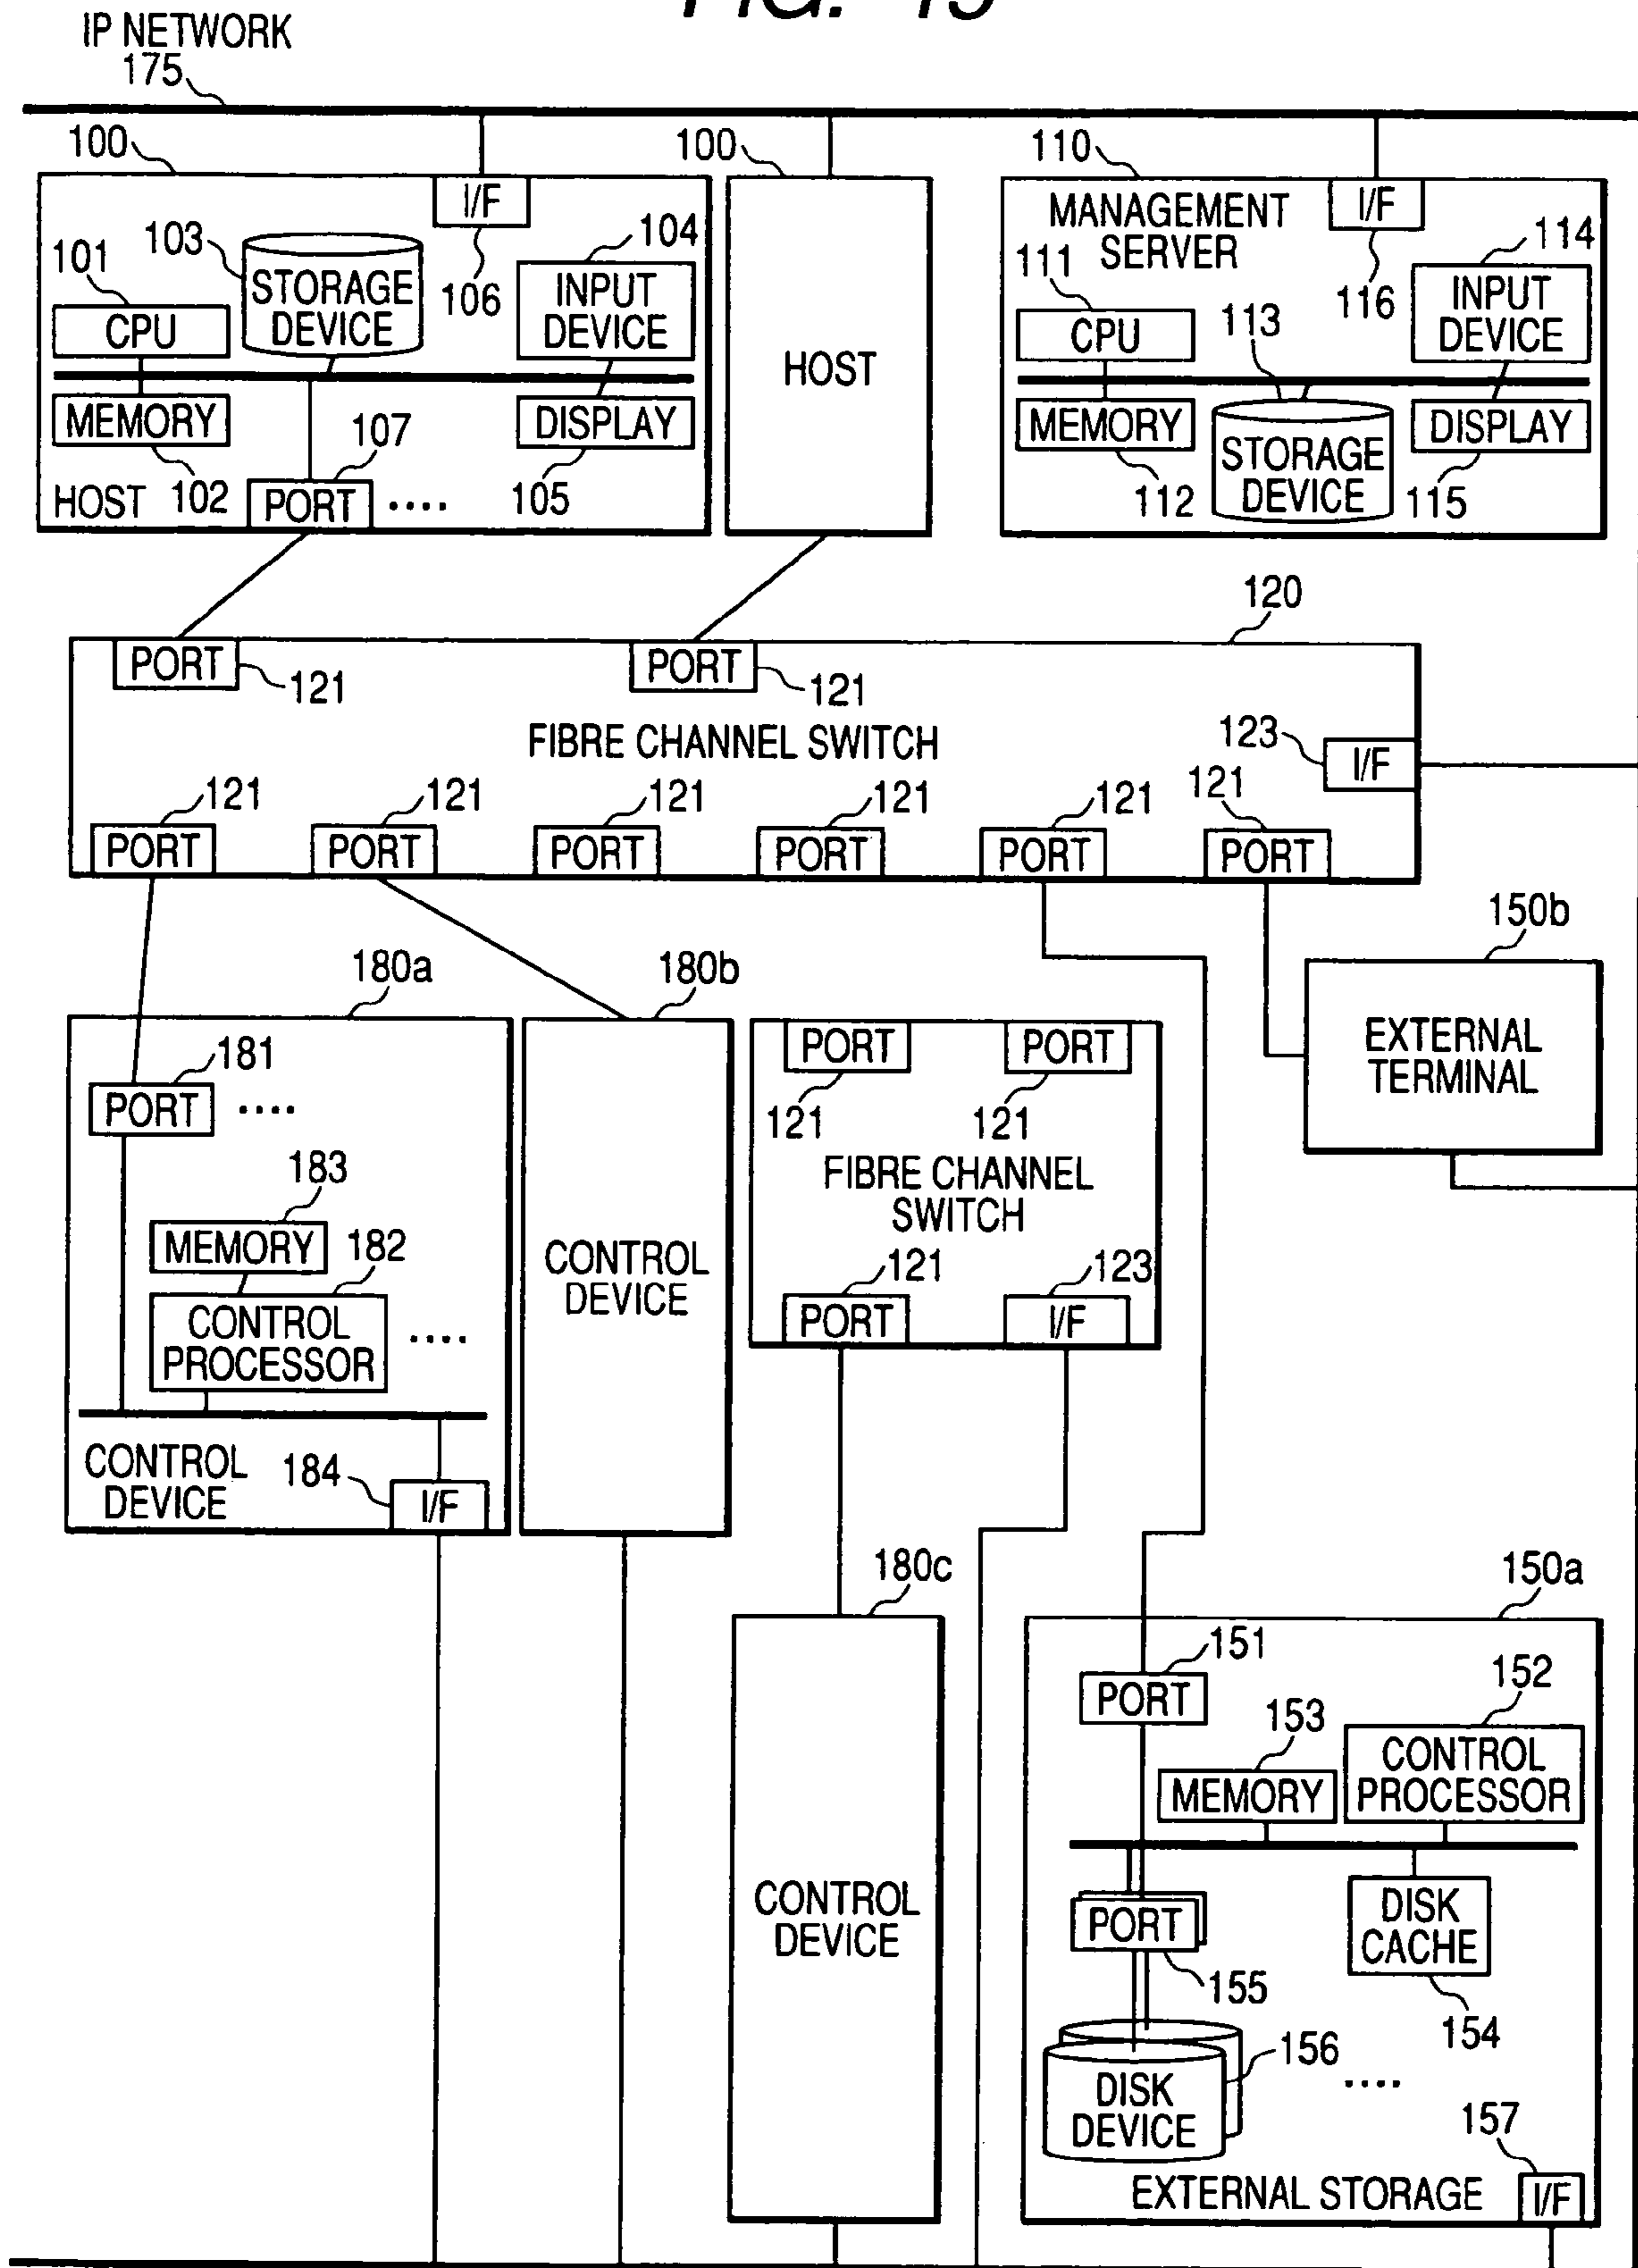 FIG. 19
IP NETWORK
175
100
100
110
I/F
106
103
STORAGE
DEVICE
104
INPUT
DEVICE
101
CPU
MEMORY
102
107
PORT ....
DISPLAY
105
HOST
HOST
MANAGEMENT
SERVER
I/F
116
114
INPUT
DEVICE
111
CPU
113
MEMORY
112
STORAGE
DEVICE
DISPLAY
115
120
PORT
121
PORT
121
FIBRE CHANNEL SWITCH
123
I/F
121
121
121
121
121
121
PORT
PORT
PORT
PORT
PORT
PORT
150b
EXTERNAL
TERMINAL
180a
181
PORT ....
183
MEMORY
182
CONTROL
PROCESSOR
....
CONTROL
DEVICE
184
I/F
180b
CONTROL
DEVICE
PORT
PORT
121
121
FIBRE CHANNEL
SWITCH
121
123
PORT
I/F
180c
CONTROL
DEVICE
150a
151
PORT
152
153
CONTROL
PROCESSOR
MEMORY
PORT
155
DISK
CACHE
154
156
DISK
DEVICE
....
157
EXTERNAL STORAGE
I/F